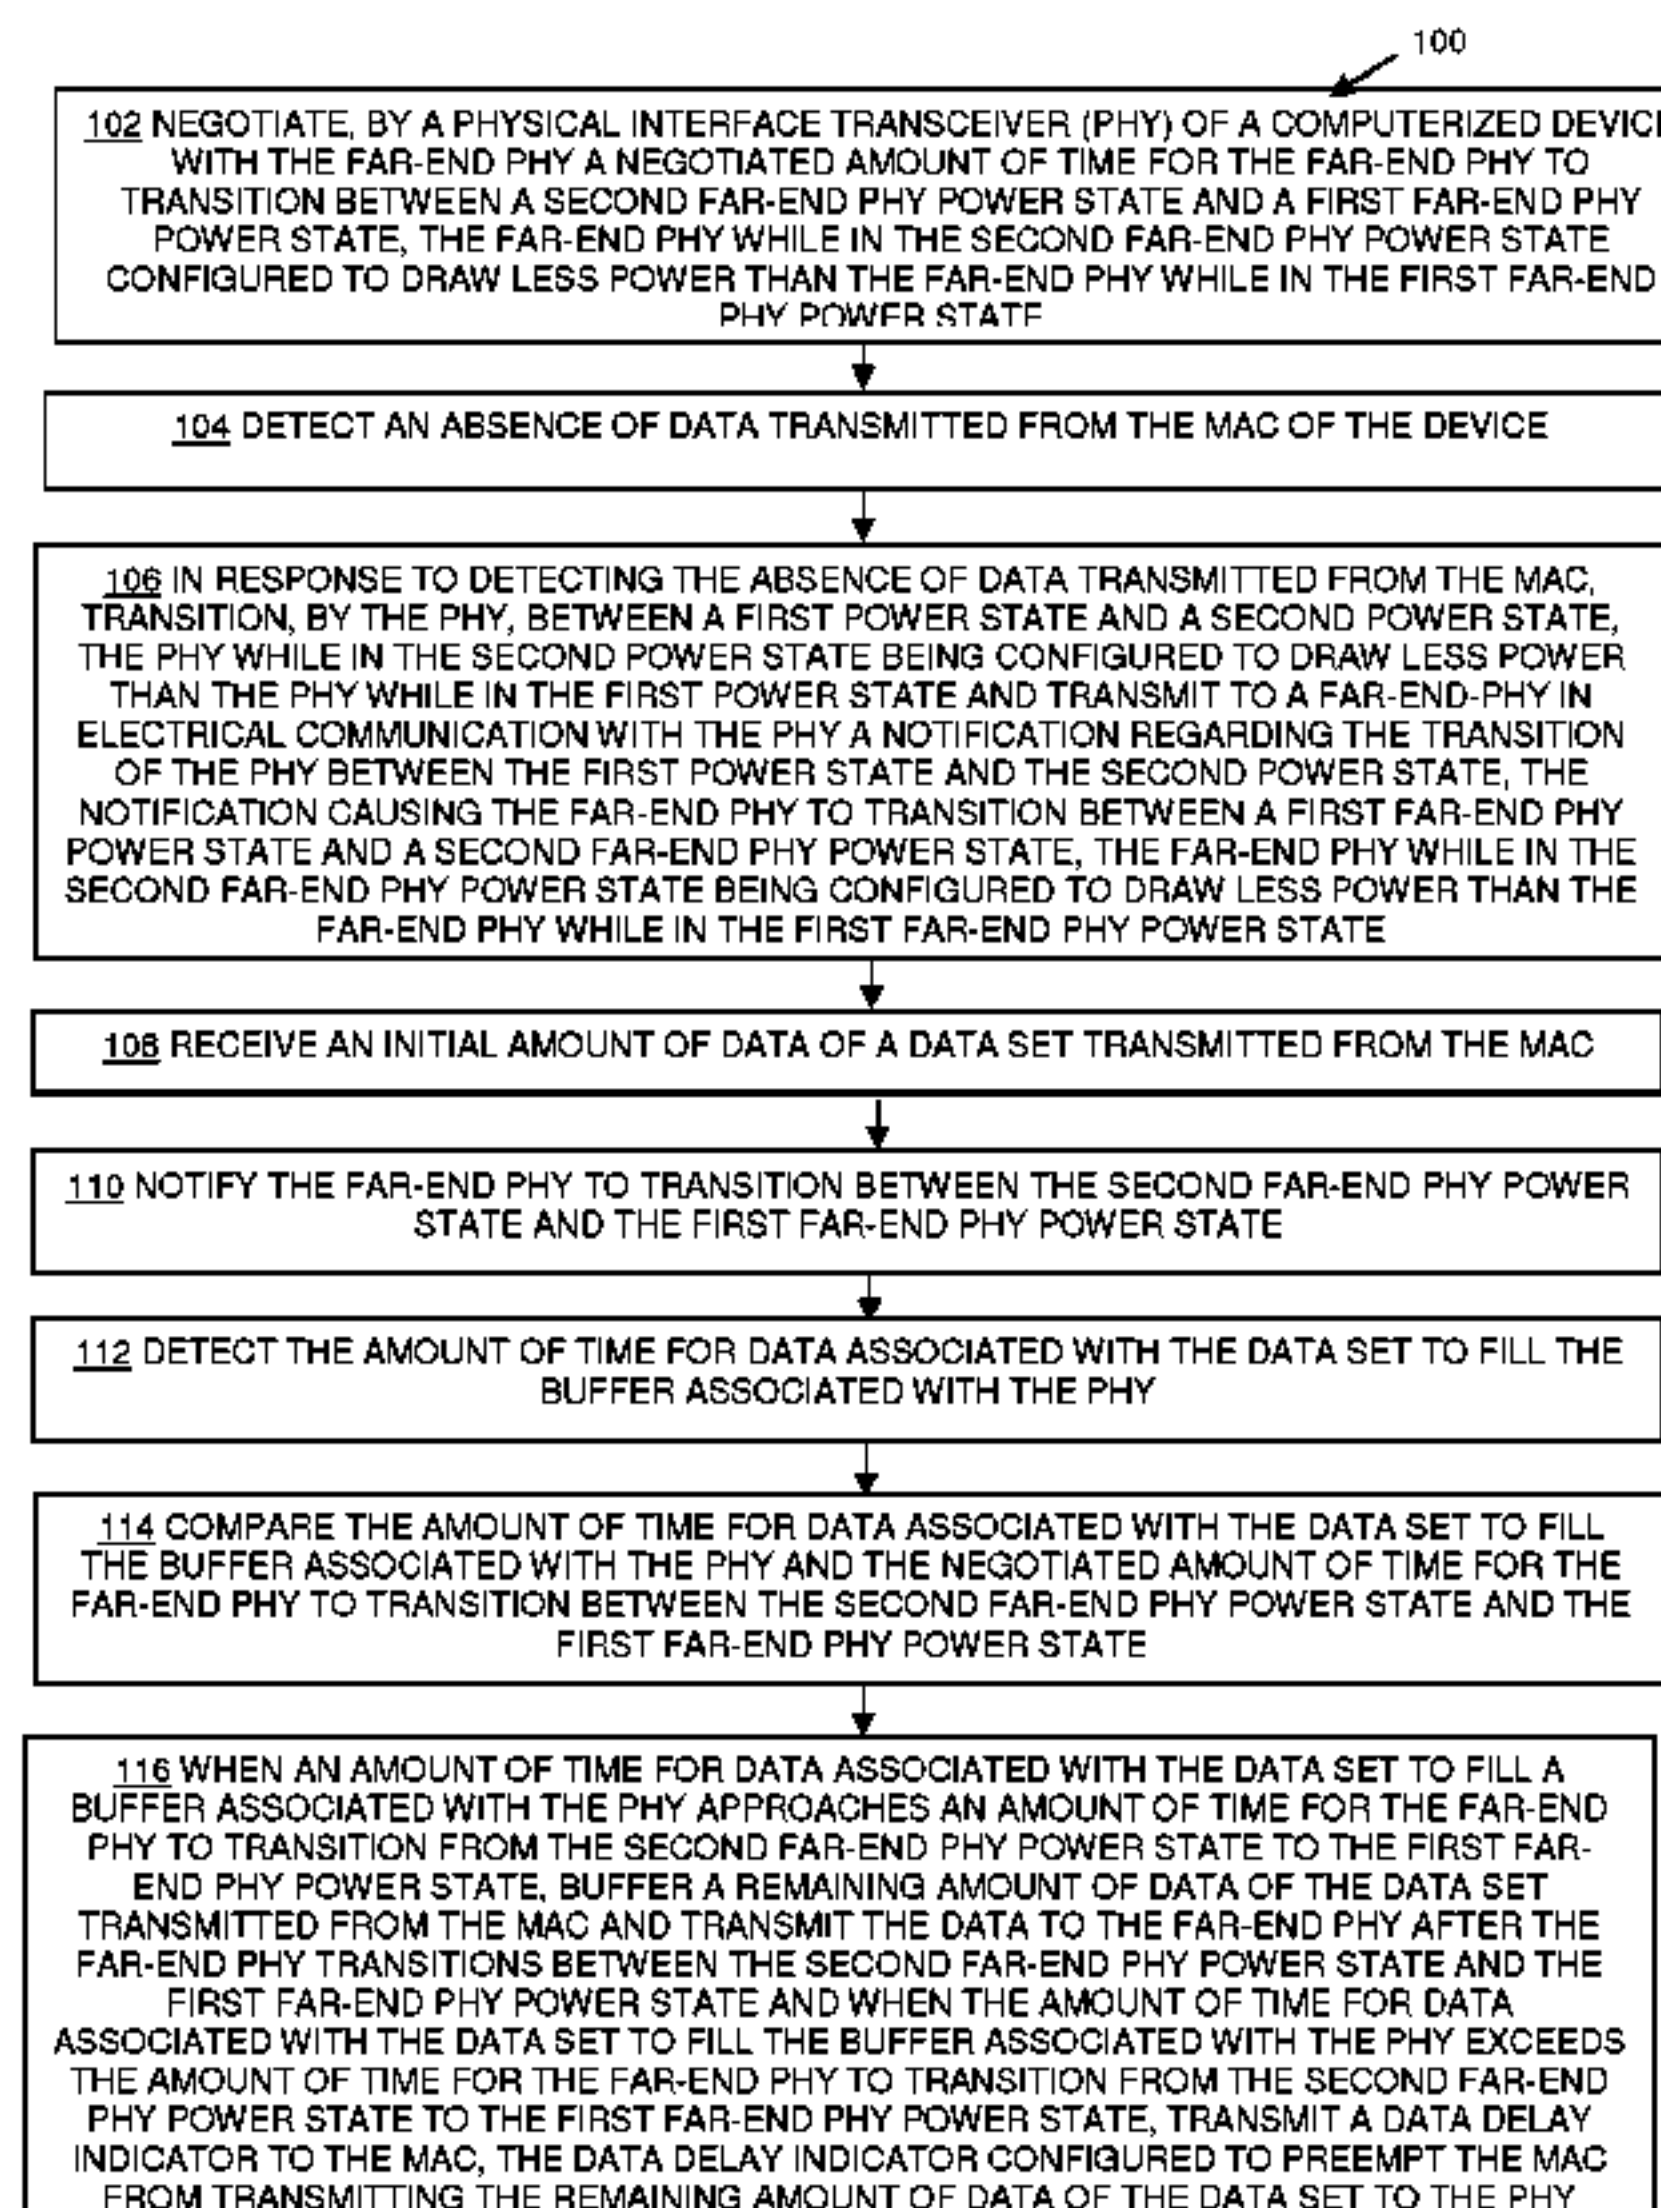 100
102 NEGOTIATE, BY A PHYSICAL INTERFACE TRANSCEIVER (PHY) OF A COMPUTERIZED
WITH THE FAR-END PHY A NEGOTIATED AMOUNT OF TIME FOR THE FAR-END PHY TO
TRANSITION BETWEEN A SECOND FAR-END PHY POWER STATE AND A FIRST FAR-END PHY
POWER STATE, THE FAR-END PHY WHILE IN THE SECOND FAR-END PHY POWER STATE
CONFIGURED TO DRAW LESS POWER THAN THE FAR-END PHY WHILE IN THE FIRST FAR-END
PHY POWER STATE
104 DETECT AN ABSENCE OF DATA TRANSMITTED FROM THE MAC OF THE DEVICE
106 IN RESPONSE TO DETECTING THE ABSENCE OF DATA TRANSMITTED FROM THE MAC,
TRANSITION, BY THE PHY, BETWEEN A FIRST POWER STATE AND A SECOND POWER STATE,
THE PHY WHILE IN THE SECOND POWER STATE BEING CONFIGURED TO DRAW LESS POWER
THAN THE PHY WHILE IN THE FIRST POWER STATE AND TRANSMIT TO A FAR-END-PHY IN
ELECTRICAL COMMUNICATION WITH THE PHY A NOTIFICATION REGARDING THE TRANSITION
OF THE PHY BETWEEN THE FIRST POWER STATE AND THE SECOND POWER STATE, THE
NOTIFICATION CAUSING THE FAR-END PHY TO TRANSITION BETWEEN A FIRST FAR-END PHY
POWER STATE AND A SECOND FAR-END PHY POWER STATE, THE FAR-END PHY WHILE IN THE
SECOND FAR-END PHY POWER STATE BEING CONFIGURED TO DRAW LESS POWER THAN THE
FAR-END PHY WHILE IN THE FIRST FAR-END PHY POWER STATE
108 RECEIVE AN INITIAL AMOUNT OF DATA OF A DATA SET TRANSMITTED FROM THE MAC
110 NOTIFY THE FAR-END PHY TO TRANSITION BETWEEN THE SECOND FAR-END PHY POWER
STATE AND THE FIRST FAR-END PHY POWER STATE
112 DETECT THE AMOUNT OF TIME FOR DATA ASSOCIATED WITH THE DATA SET TO FILL THE
BUFFER ASSOCIATED WITH THE PHY
114 COMPARE THE AMOUNT OF TIME FOR DATA ASSOCIATED WITH THE DATA SET TO FILL
THE BUFFER ASSOCIATED WITH THE PHY AND THE NEGOTIATED AMOUNT OF TIME FOR THE
FAR-END PHY TO TRANSITION BETWEEN THE SECOND FAR-END PHY POWER STATE AND THE
FIRST FAR-END PHY POWER STATE
116 WHEN AN AMOUNT OF TIME FOR DATA ASSOCIATED WITH THE DATA SET TO FILL A
BUFFER ASSOCIATED WITH THE PHY APPROACHES AN AMOUNT OF TIME FOR THE FAR-END
PHY TO TRANSITION FROM THE SECOND FAR-END PHY POWER STATE TO THE FIRST FAR-
END PHY POWER STATE, BUFFER A REMAINING AMOUNT OF DATA OF THE DATA SET
TRANSMITTED FROM THE MAC AND TRANSMIT THE DATA TO THE FAR-END PHY AFTER THE
FAR-END PHY TRANSITIONS BETWEEN THE SECOND FAR-END PHY POWER STATE AND THE
FIRST FAR-END PHY POWER STATE AND WHEN THE AMOUNT OF TIME FOR DATA
ASSOCIATED WITH THE DATA SET TO FILL THE BUFFER ASSOCIATED WITH THE PHY EXCEEDS
THE AMOUNT OF TIME FOR THE FAR-END PHY TO TRANSITION FROM THE SECOND FAR-END
PHY POWER STATE TO THE FIRST FAR-END PHY POWER STATE, TRANSMIT A DATA DELAY
INDICATOR TO THE MAC, THE DATA DELAY INDICATOR CONFIGURED TO PREEMPT THE MAC
FROM TRANSMITTING THE REMAINING AMOUNT OF DATA OF THE DATA SET TO THE PHY